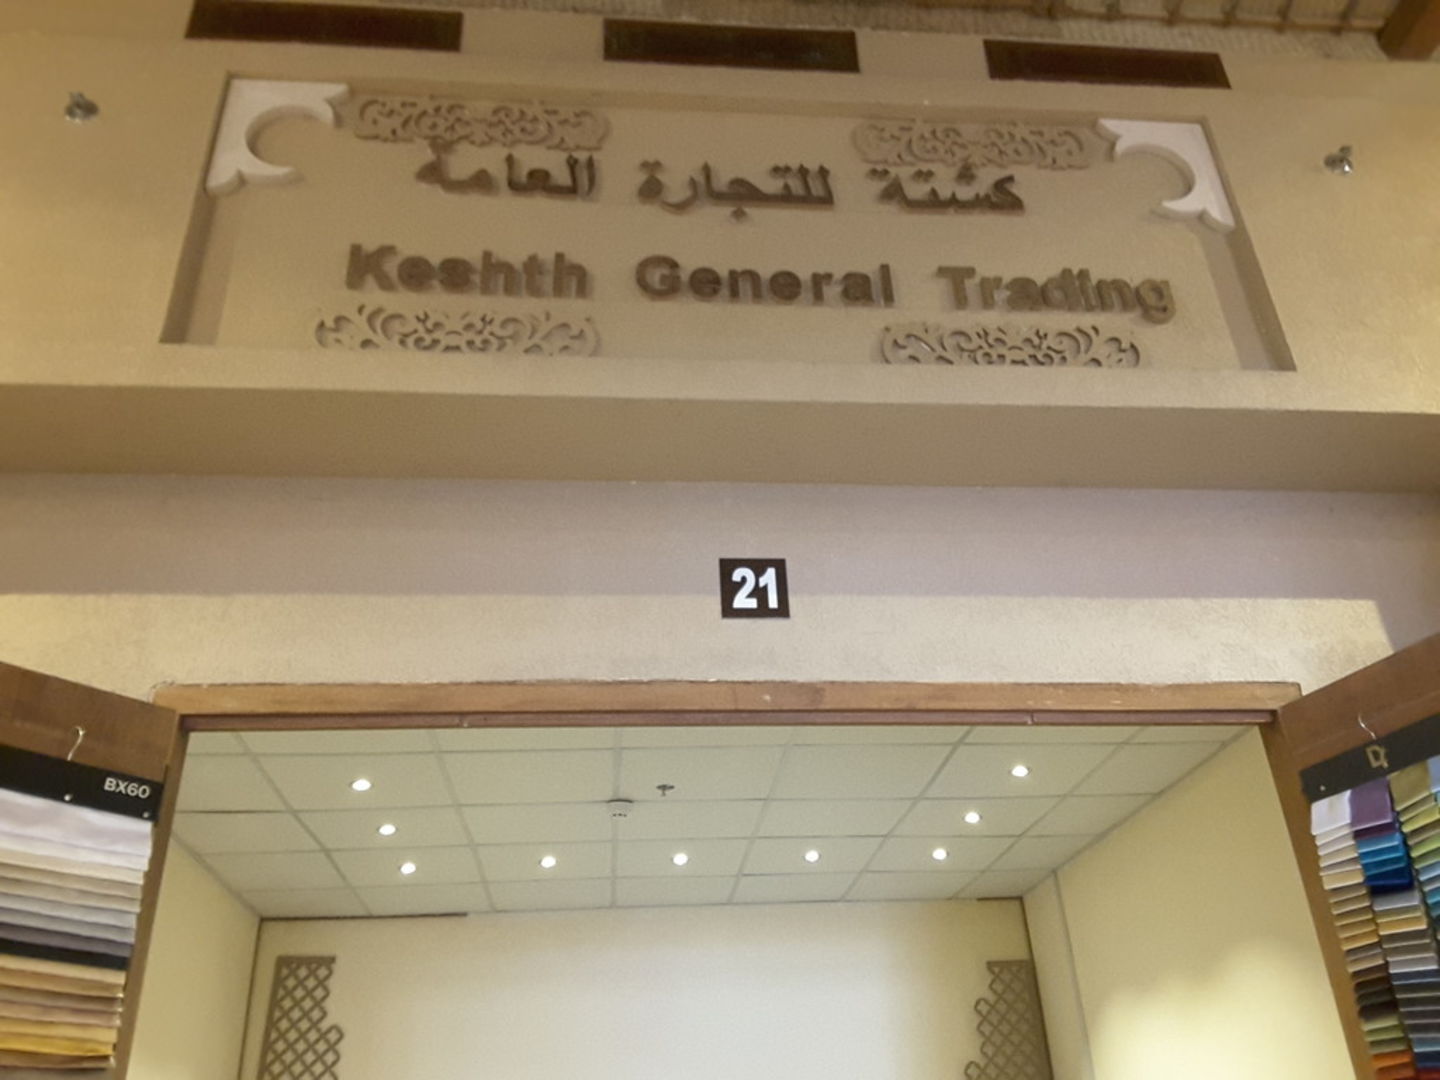 كشتة للتجارة العامة
Keshth General Trading
21
BX60